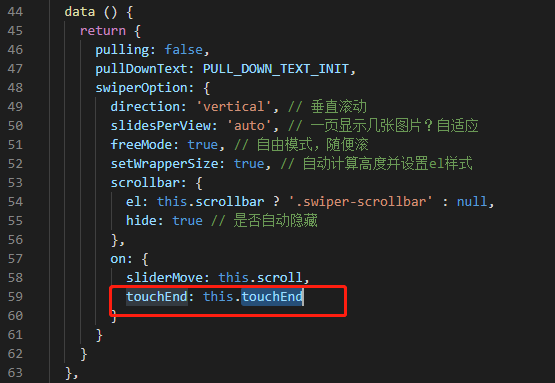 44 data () {
45 return {
46 pulling: false,
47 pullDownText: PULL_DOWN_TEXT_INIT,
48 swiperOption: {
49 direction: 'vertical', // 垂直滚动
50 slidesPerView: 'auto', // 一页显示几张图片？自适应
51 freeMode: true, // 自由模式，随便滚
52 setWrapperSize: true, // 自动计算高度并设置el样式
53 scrollbar: {
54 el: this.scrollbar ? '.swiper-scrollbar' : null,
55 hide: true // 是否自动隐藏
56 },
57 on: {
58 sliderMove: this.scroll,
59 touchEnd: this.touchEnd
60 }
61 }
62 }
63 },